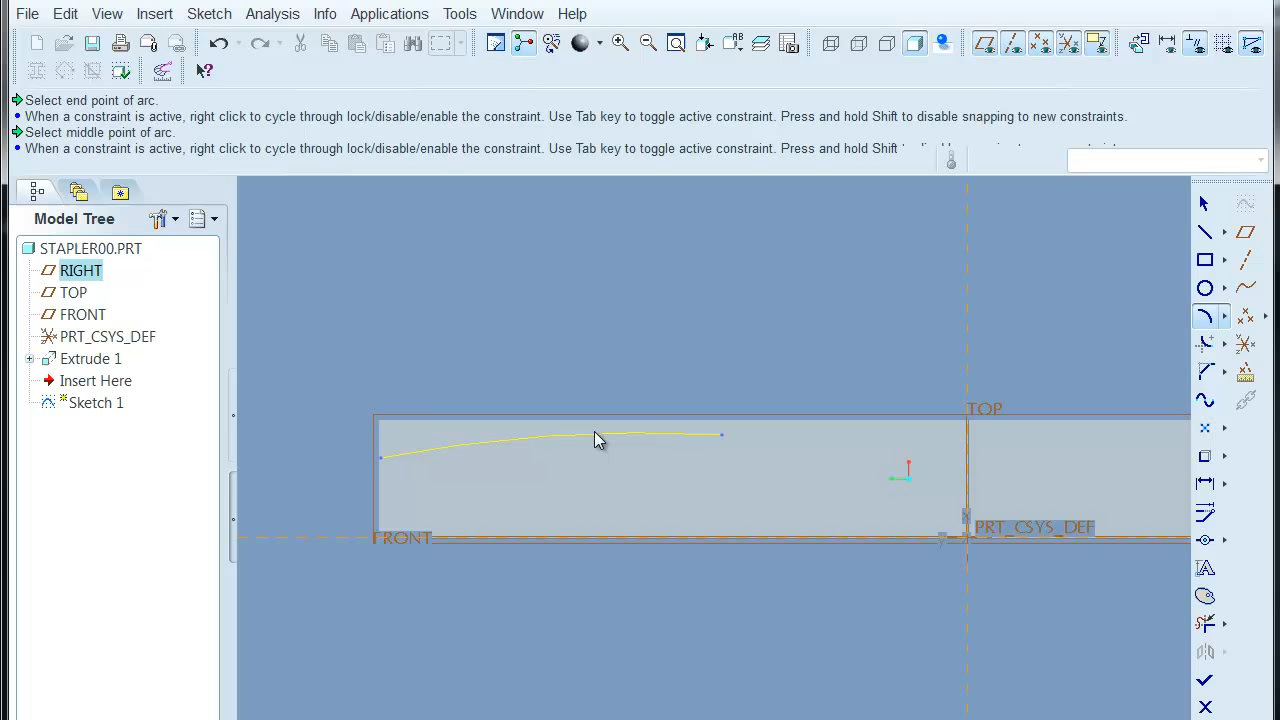 File Edit View Insert Sketch Analysis Info Applications Tools Window Help
Select end point of arc.
When a constraint is active, right click to cycle through lock/disable/enable the constraint. Use Tab key to toggle active constraint. Press and hold Shift to disable snapping to new constraints.
Select middle point of arc.
When a constraint is active, right click to cycle through lock/disable/enable the constraint. Use Tab key to toggle active constraint. Press and hold Shift
Model Tree
STAPLER00.PRT
RIGHT
TOP
FRONT
PRT_CSYS_DEF
Extrude 1
Insert Here
Sketch 1
TOP
PRT_CSYS_DEF
FRONT